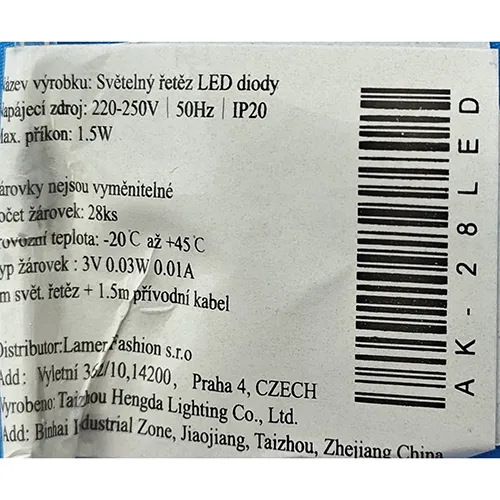 ázev výrobku: Světelný řetěz LED diody
apájecí zdroj: 220-250V | 50Hz | IP20
Max. příkon: 1.5W
árovky nejsou vyměnitelné
očet žárovek: 28ks
rovozní teplota: -20℃ až +45℃
yp žárovek : 3V 0.03W 0.01A
m svět. řetěz + 1.5m přívodní kabel
Distributor:Lamer Fashion s.r.o
Add: Vyletní /10,14200, Praha 4, CZECH
Vyrobeno: Taizhou Hengda Lighting Co., Ltd.
Add: Binhai Industrial Zone, Jiaojiang, Taizhou, Zhejiang China
AK-28LED